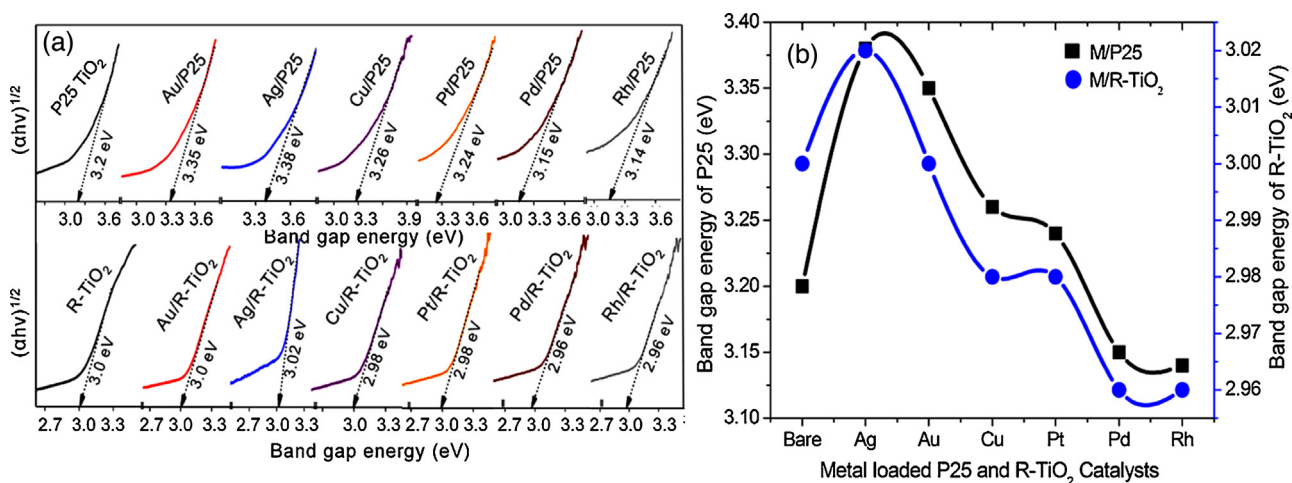 (a)
(αhv)1/2
P25 TiO2
3.2 eV
Au/P25
3.35 eV
Ag/P25
3.38 eV
Cu/P25
3.26 eV
Pt/P25
3.24 eV
Pd/P25
3.15 eV
Rh/P25
3.14 eV
3.0 3.6 3.0 3.3 3.6 3.3 3.6 3.0 3.3 3.6 3.9 3.3 3.6 3.0 3.3 3.6 3.0 3.6
Band gap energy (eV)
(αhv)1/2
R-TiO2
3.0 eV
Au/R-TiO2
3.0 eV
Ag/R-TiO2
3.02 eV
Cu/R-TiO2
2.98 eV
Pt/R-TiO2
2.98 eV
Pd/R-TiO2
2.96 eV
Rh/R-TiO2
2.96 eV
2.7 3.0 3.3 2.7 3.0 3.3 2.7 3.0 3.3 2.7 3.0 3.3 2.7 3.0 3.3 2.7 3.0 3.3 2.7 3.0 3.3
Band gap energy (eV)
(b)
M/P25
M/R-TiO2
Band gap energy of P25 (eV)
3.40
3.35
3.30
3.25
3.20
3.15
3.10
Band gap energy of R-TiO2 (eV)
3.02
3.01
3.00
2.99
2.98
2.97
2.96
Bare Ag Au Cu Pt Pd Rh
Metal loaded P25 and R-TiO2 Catalysts